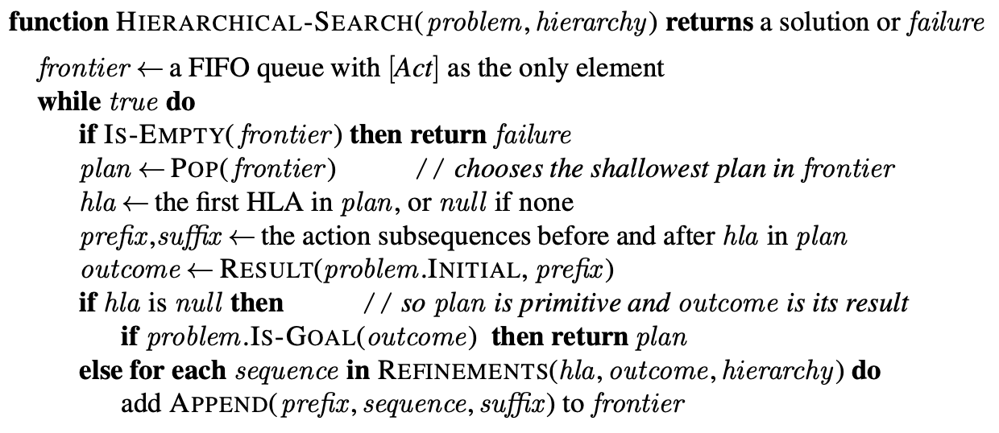 function HIERARCHICAL-SEARCH(problem, hierarchy) returns a solution or failure
frontier ← a FIFO queue with [Act] as the only element
while true do
if IS-EMPTY(frontier) then return failure
plan ← POP(frontier) // chooses the shallowest plan in frontier
hla ← the first HLA in plan, or null if none
prefix,suffix ← the action subsequences before and after hla in plan
outcome ← RESULT(problem.INITIAL, prefix)
if hla is null then // so plan is primitive and outcome is its result
if problem.IS-GOAL(outcome) then return plan
else for each sequence in REFINEMENTS(hla, outcome, hierarchy) do
add APPEND(prefix, sequence, suffix) to frontier